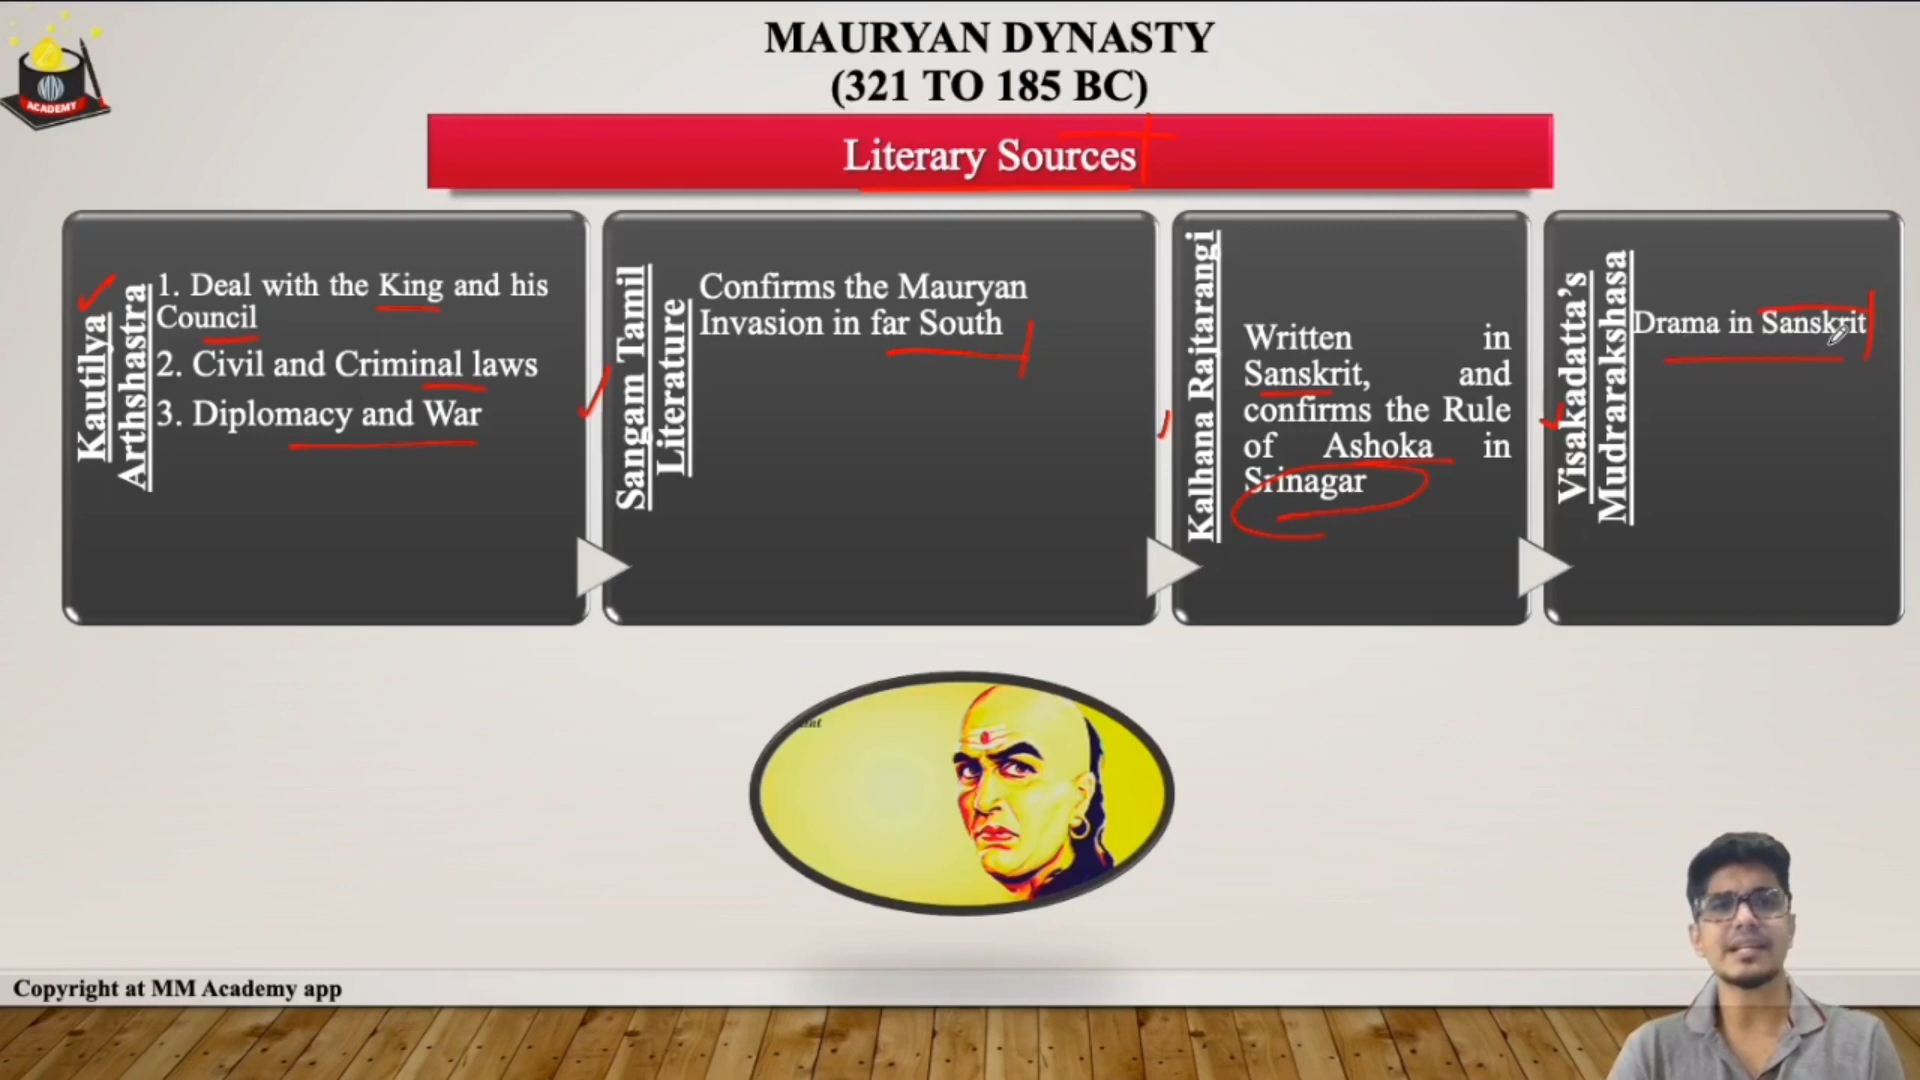 MAURYAN DYNASTY
(321 TO 185 BC)
ACADEMY
Literary Sources
Kautilya
Arthshastra
1. Deal with the King and his
Council
2. Civil and Criminal laws
3. Diplomacy and War
Sangam Tamil
Literature
Confirms the Mauryan
Invasion in far South
Kalhana Rajtarangi
Written in
Sanskrit, and
confirms the Rule
of Ashoka in
Srinagar
Visakadatta's
Mudrarakshasa
Drama in Sanskrit
Copyright at MM Academy app